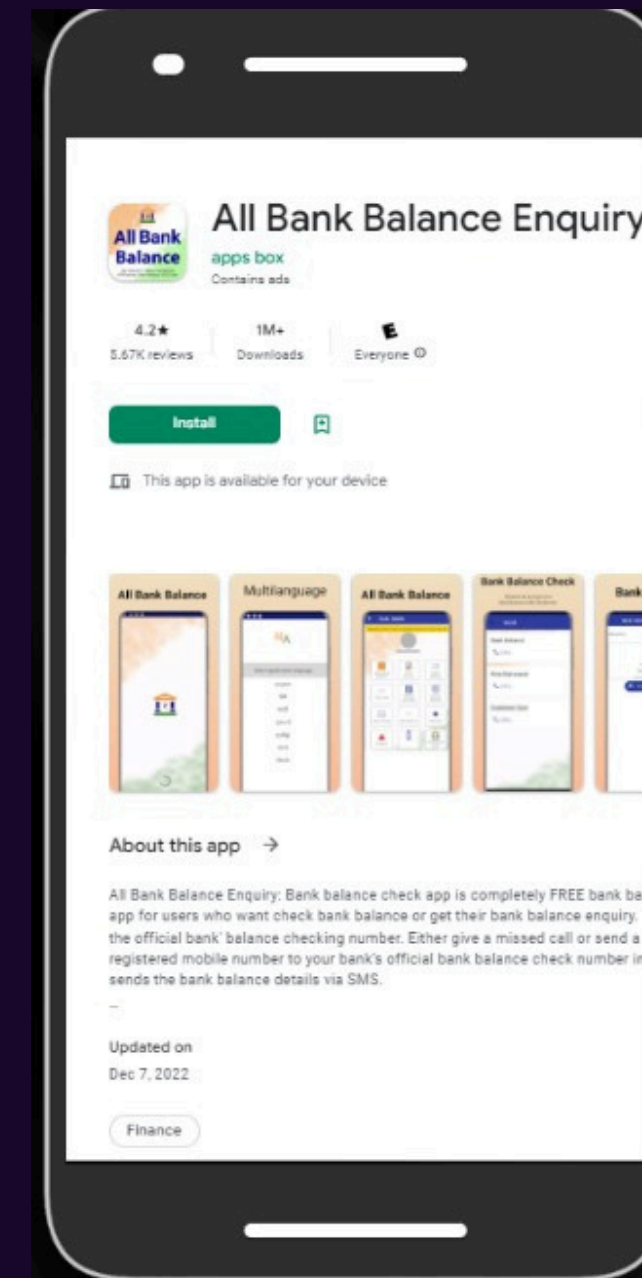 All Bank Balance Enquiry
All Bank
Balance
apps box
Contains ads
4.2★
5.67K reviews
1M+
Downloads
Everyone
Install
This app is available for your device
All Bank Balance
Multilanguage
All Bank Balance
Bank Balance Check
Bank
About this app →
All Bank Balance Enquiry: Bank balance check app is completely FREE bank ba
app for users who want check bank balance or get their bank balance enquiry.
the official bank' balance checking number. Either give a missed call or send a
registered mobile number to your bank's official bank balance check number in
sends the bank balance details via SMS.
...
Updated on
Dec 7, 2022
Finance